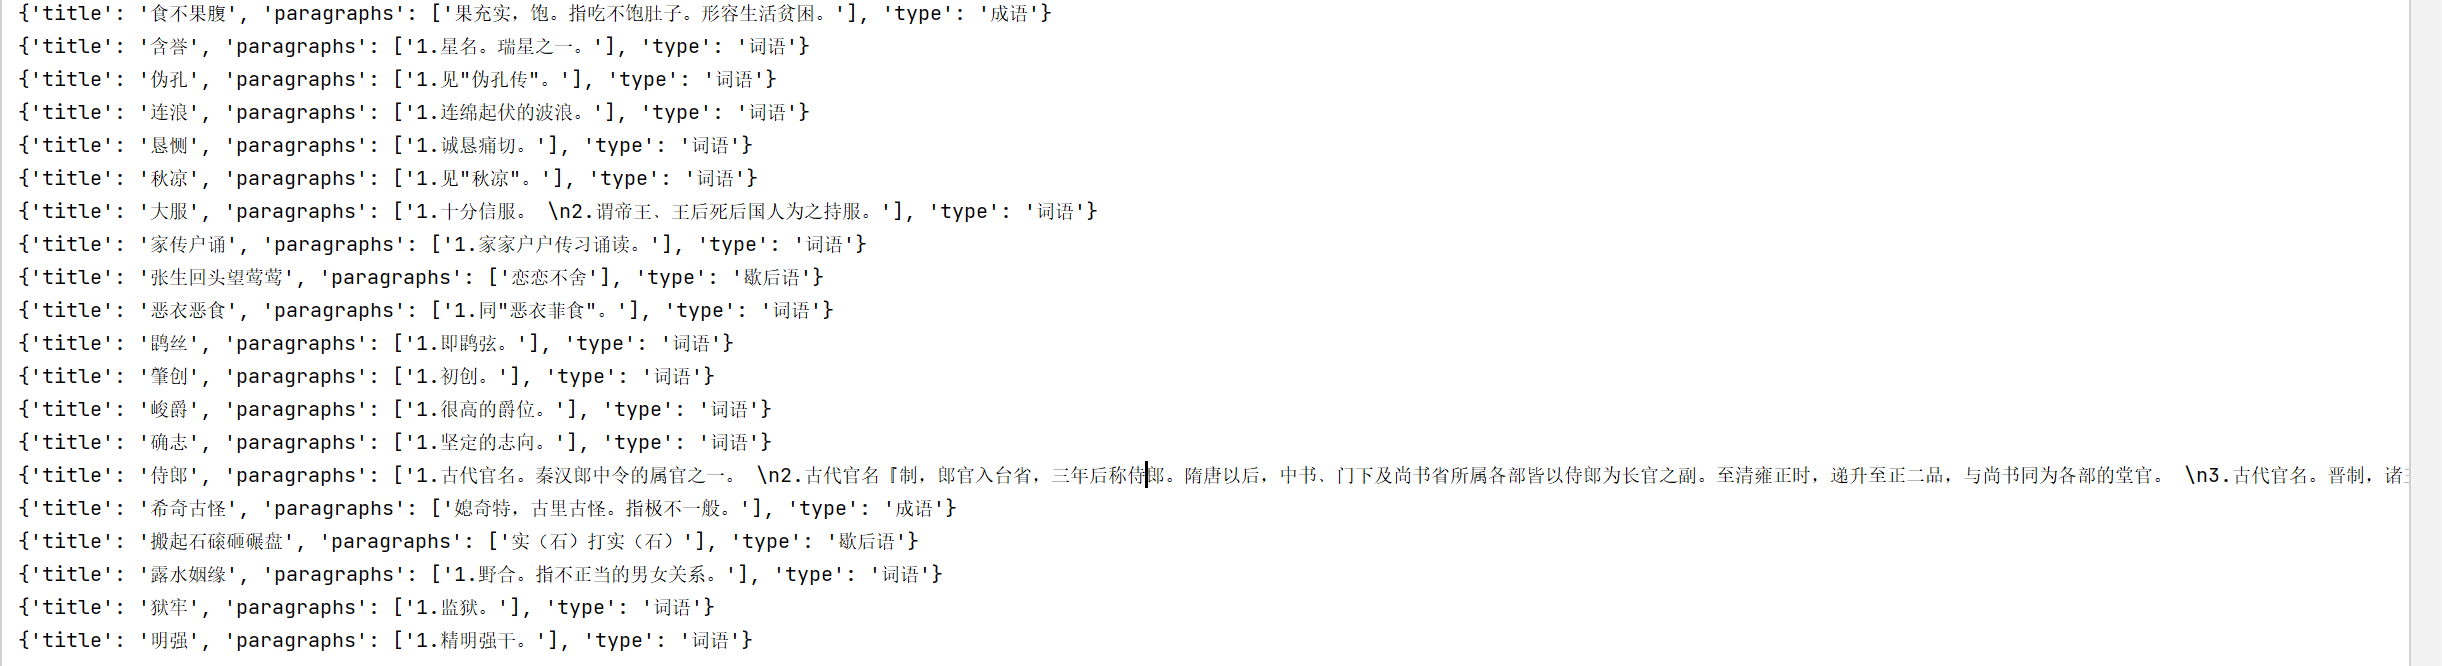 {'title': '食不果腹', 'paragraphs': ['果充实，饱。指吃不饱肚子。形容生活贫困。'], 'type': '成语'}
{'title': '含誉', 'paragraphs': ['1.星名。瑞星之一。'], 'type': '词语'}
{'title': '伪孔', 'paragraphs': ['1.见"伪孔传"。'], 'type': '词语'}
{'title': '连浪', 'paragraphs': ['1.连绵起伏的波浪。'], 'type': '词语'}
{'title': '恳恻', 'paragraphs': ['1.诚恳痛切。'], 'type': '词语'}
{'title': '秋凉', 'paragraphs': ['1.见"秋凉"。'], 'type': '词语'}
{'title': '大服', 'paragraphs': ['1.十分信服。 \n2.谓帝王﹑王后死后国人为之持服。'], 'type': '词语'}
{'title': '家传户诵', 'paragraphs': ['1.家家户户传习诵读。'], 'type': '词语'}
{'title': '张生回头望莺莺', 'paragraphs': ['恋恋不舍'], 'type': '歇后语'}
{'title': '恶衣恶食', 'paragraphs': ['1.同"恶衣菲食"。'], 'type': '词语'}
{'title': '鹍丝', 'paragraphs': ['1.即鹍弦。'], 'type': '词语'}
{'title': '肇创', 'paragraphs': ['1.初创。'], 'type': '词语'}
{'title': '峻爵', 'paragraphs': ['1.很高的爵位。'], 'type': '词语'}
{'title': '确志', 'paragraphs': ['1.坚定的志向。'], 'type': '词语'}
{'title': '侍郎', 'paragraphs': ['1.古代官名。秦汉郎中令的属官之一。 \n2.古代官名『制，郎官入台省，三年后称侍郎。隋唐以后，中书﹑门下及尚书省所属各部皆以侍郎为长官之副。至清雍正时，递升至正二品，与尚书同为各部的堂官。 \n3.古代官名。晋制，诸
{'title': '希奇古怪', 'paragraphs': ['媳奇特，古里古怪。指极不一般。'], 'type': '成语'}
{'title': '搬起石磙砸碾盘', 'paragraphs': ['实（石）打实（石）'], 'type': '歇后语'}
{'title': '露水姻缘', 'paragraphs': ['1.野合。指不正当的男女关系。'], 'type': '词语'}
{'title': '狱牢', 'paragraphs': ['1.监狱。'], 'type': '词语'}
{'title': '明强', 'paragraphs': ['1.精明强干。'], 'type': '词语'}